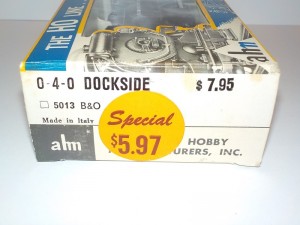 THE HO LINE
ahm
0-4-0 DOCKSIDE $ 7.95
5013 B&O
Made in Italy
Special
$5.97
ahm
HOBBY
URERS, INC.